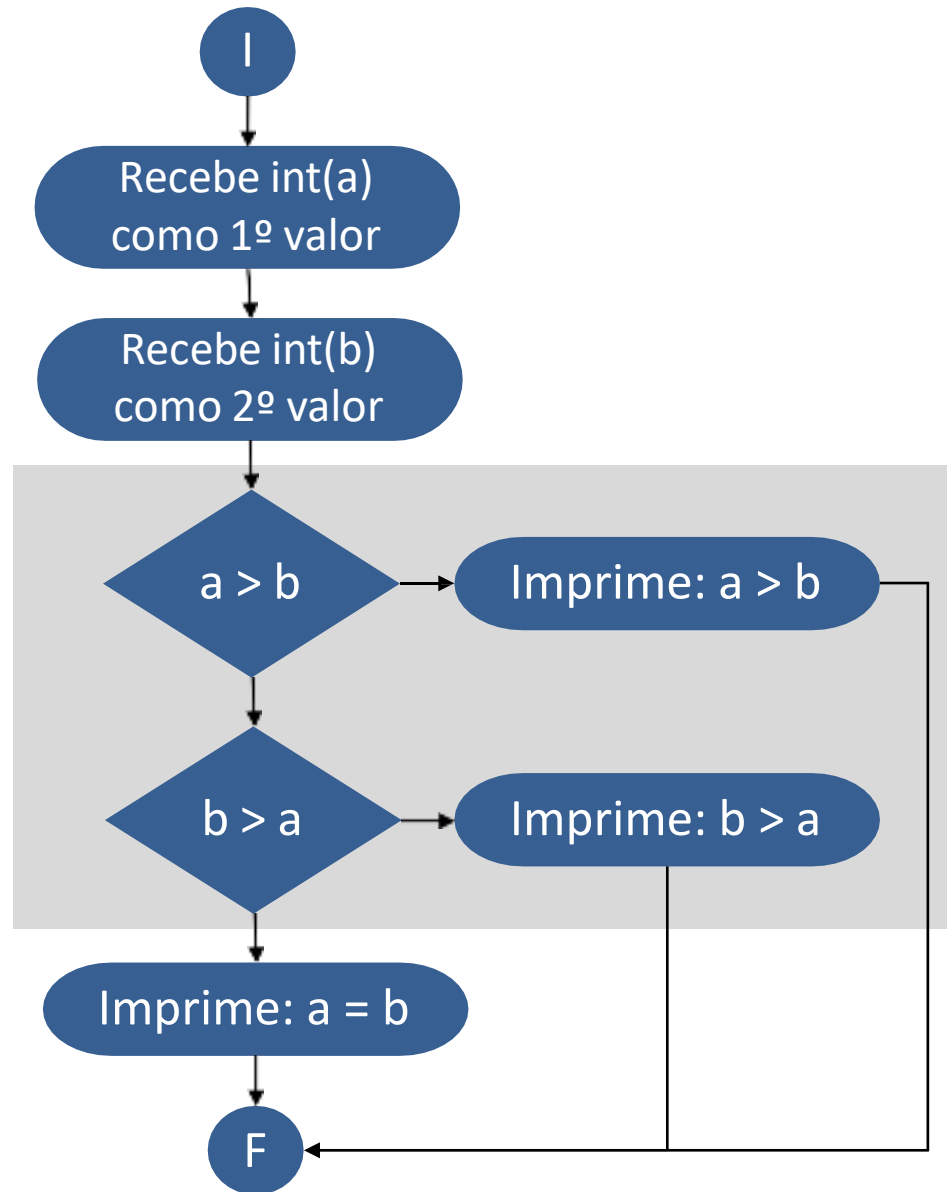 I
Recebe int(a)
como 1º valor
Recebe int(b)
como 2º valor
a > b
Imprime: a > b
b > a
Imprime: b > a
Imprime: a = b
F